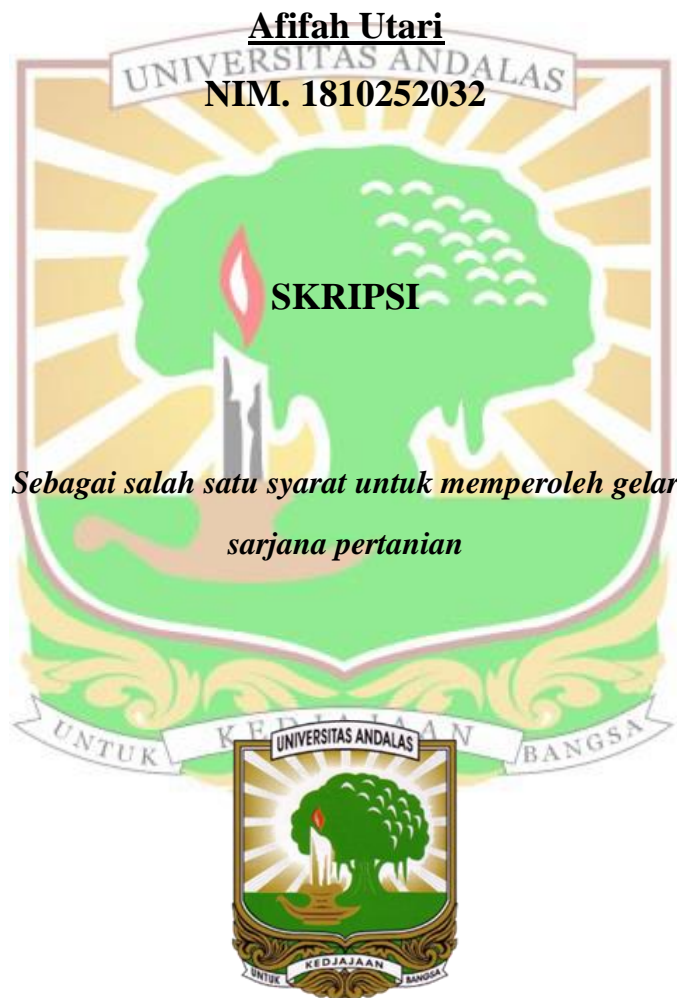 Afifah Utari
UNIVERSITAS ANDALAS
NIM. 1810252032
SKRIPSI
Sebagai salah satu syarat untuk memperoleh gelar
sarjana pertanian
UNTUK KEDJAJAAN BANGSA
UNIVERSITAS ANDALAS
UNTUK KEDJAJAAN BANGSA